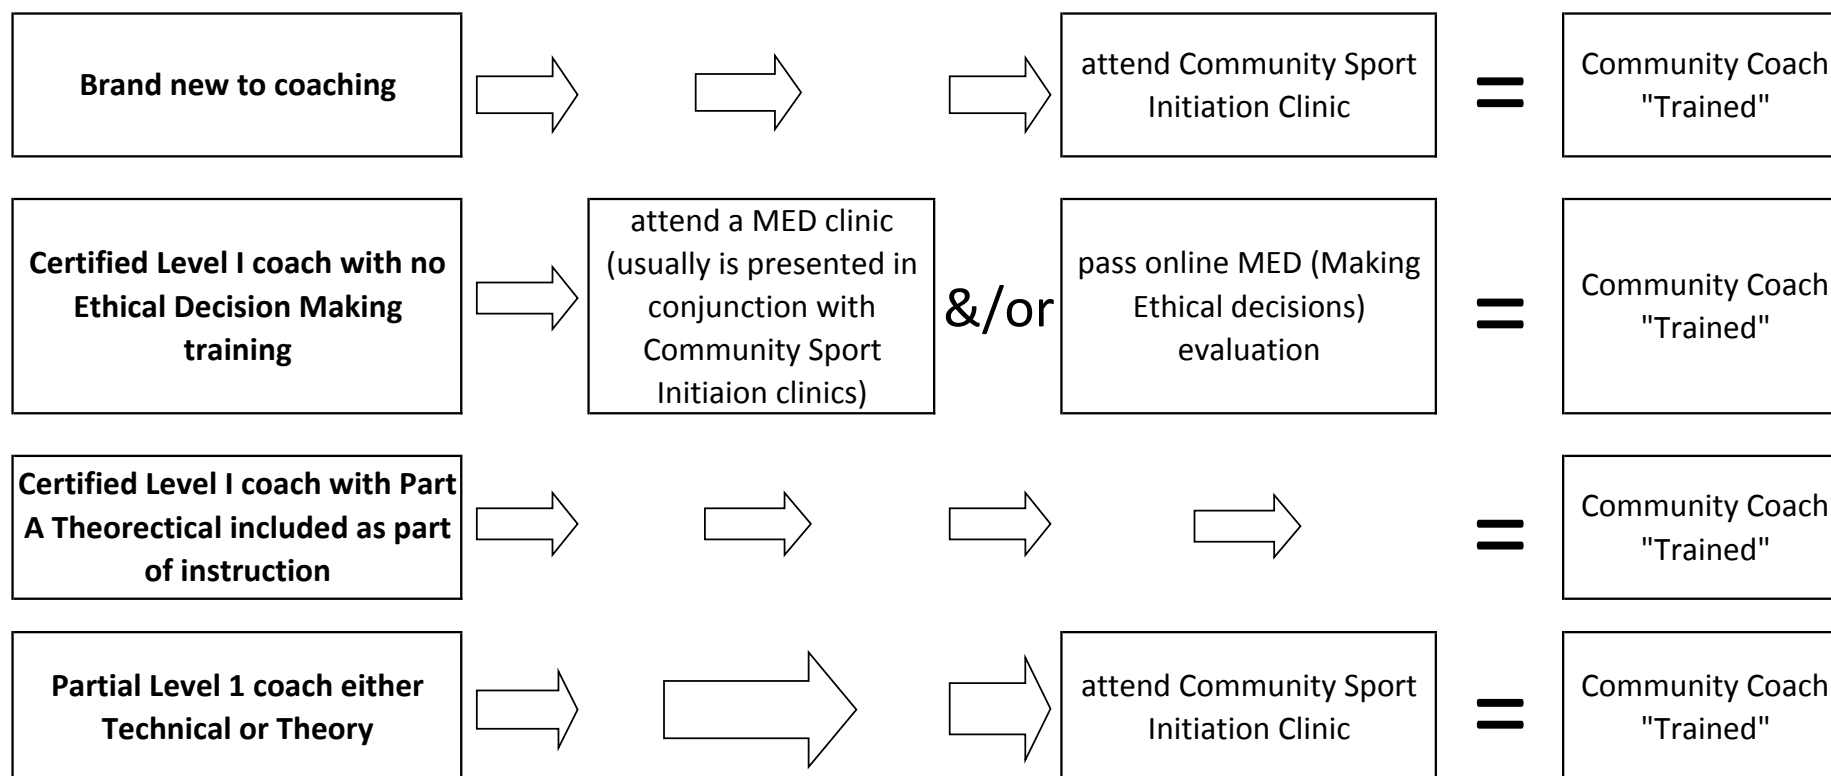 Brand new to coaching
attend Community Sport
Initiation Clinic
=
Community Coach
"Trained"
Certified Level I coach with no
Ethical Decision Making
training
attend a MED clinic
(usually is presented in
conjunction with
Community Sport
Initiaion clinics)
&/or
pass online MED (Making
Ethical decisions)
evaluation
=
Community Coach
"Trained"
Certified Level I coach with Part
A Theorectical included as part
of instruction
=
Community Coach
"Trained"
Partial Level 1 coach either
Technical or Theory
attend Community Sport
Initiation Clinic
=
Community Coach
"Trained"